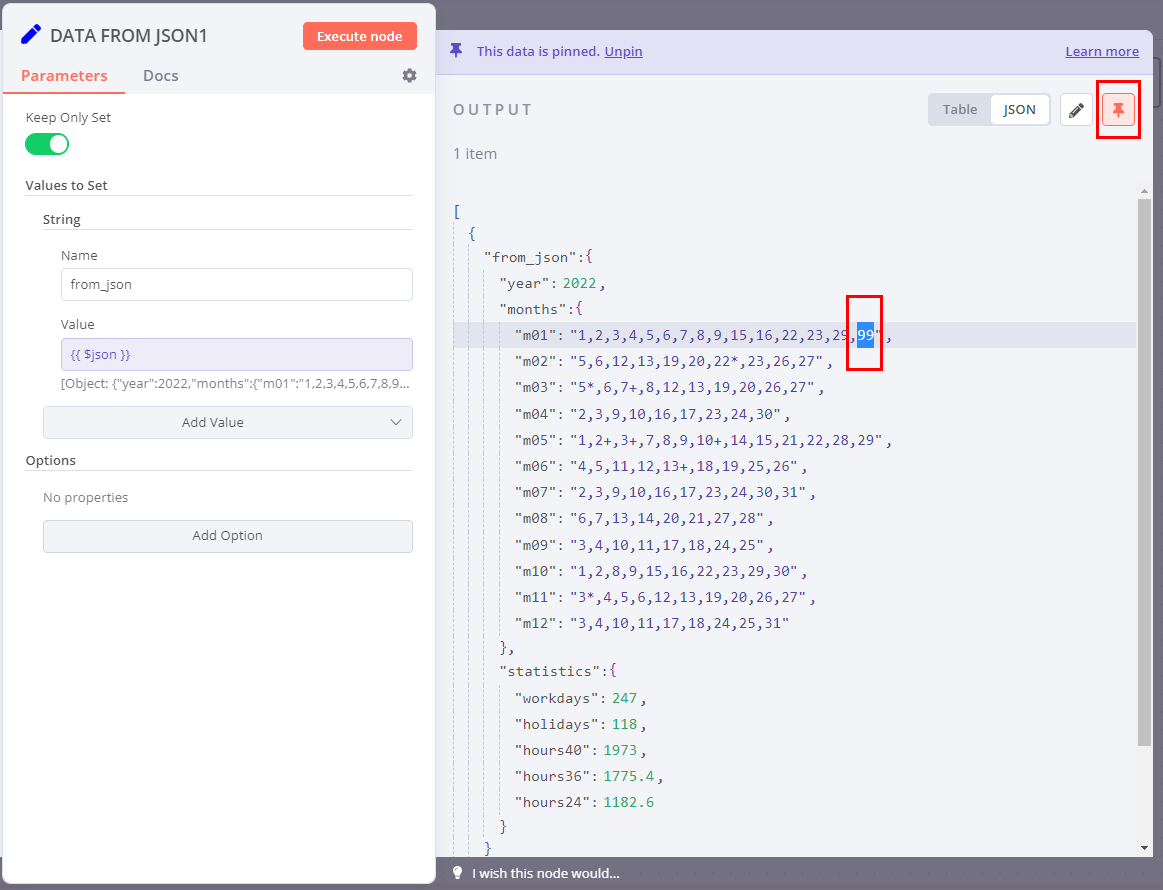 DATA FROM JSON1
Execute node
Parameters
Docs
Keep Only Set
Values to Set
String
Name
from_json
Value
{{ $json }}
[Object: {"year":2022,"months":{"m01":"1,2,3,4,5,6,7,8,9...
Add Value
Options
No properties
Add Option
This data is pinned. Unpin
Learn more
OUTPUT
Table
JSON
1 item
[
{
"from_json":{
"year": 2022,
"months":{
"m01": "1,2,3,4,5,6,7,8,9,15,16,22,23,29,99",
"m02": "5,6,12,13,19,20,22*,23,26,27",
"m03": "5*,6,7+,8,12,13,19,20,26,27",
"m04": "2,3,9,10,16,17,23,24,30",
"m05": "1,2+,3+,7,8,9,10+,14,15,21,22,28,29",
"m06": "4,5,11,12,13+,18,19,25,26",
"m07": "2,3,9,10,16,17,23,24,30,31",
"m08": "6,7,13,14,20,21,27,28",
"m09": "3,4,10,11,17,18,24,25",
"m10": "1,2,8,9,15,16,22,23,29,30",
"m11": "3*,4,5,6,12,13,19,20,26,27",
"m12": "3,4,10,11,17,18,24,25,31"
},
"statistics":{
"workdays": 247,
"holidays": 118,
"hours40": 1973,
"hours36": 1775.4,
"hours24": 1182.6
}
}
I wish this node would...